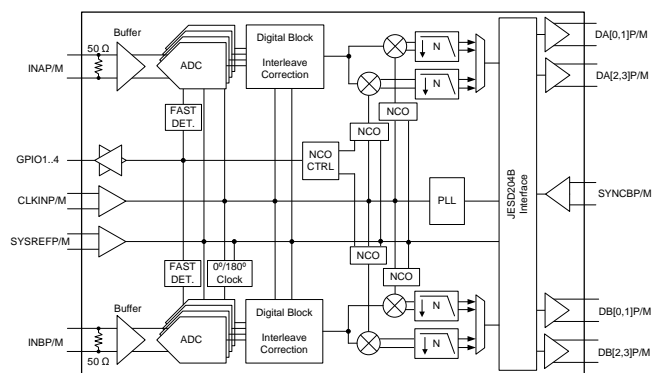 Buffer
50 Ω
INAP/M
ADC
Digital Block
Interleave
Correction
N
N
DA[0,1]P/M
DA[2,3]P/M
FAST
DET.
NCO
NCO
GPIO1..4
NCO
CTRL
CLKINP/M
PLL
JESD204B
Interface
SYNCBP/M
SYSREFP/M
NCO
NCO
FAST
DET.
0º/180º
Clock
Buffer
ADC
Digital Block
Interleave
Correction
N
N
DB[0,1]P/M
DB[2,3]P/M
INBP/M
50 Ω